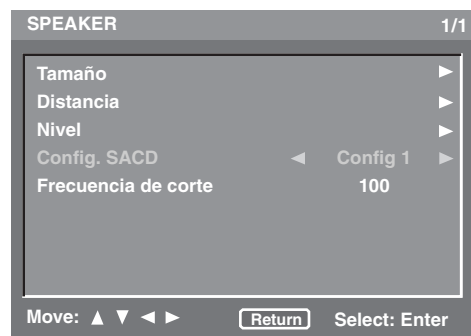 SPEAKER 1/1
Tamaño ►
Distancia ►
Nivel ►
Config. SACD ◄ Config 1 ►
Frecuencia de corte 100
Move: ▲ ▼ ◄ ► Return Select: Enter